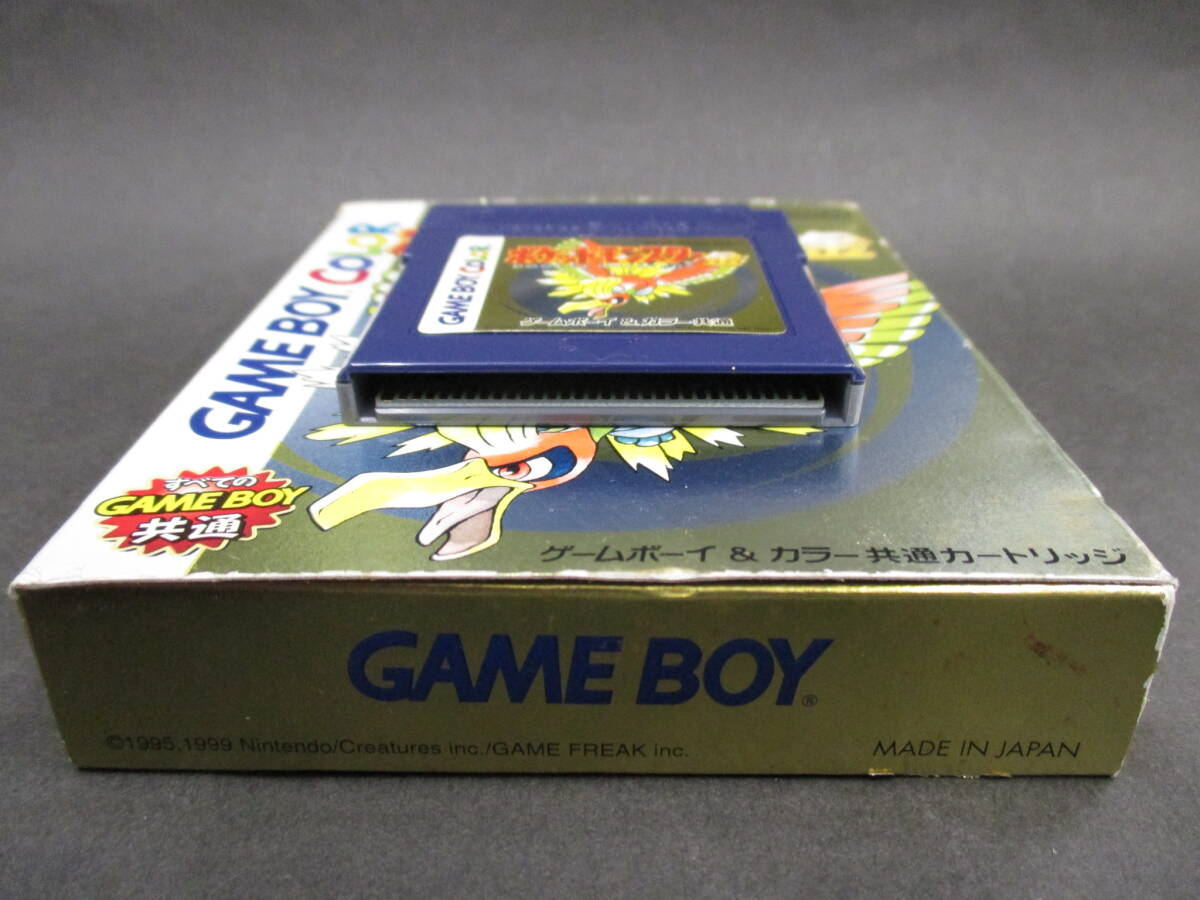 GAME BOY COLOR
ポケットモンスター
ゲームボーイ & カラー共通
GAME BOY COLOR
すべての
GAME BOY
共通
ゲームボーイ & カラー共通カートリッジ
GAME BOY®
©1995,1999 Nintendo/Creatures inc./GAME FREAK inc.
MADE IN JAPAN